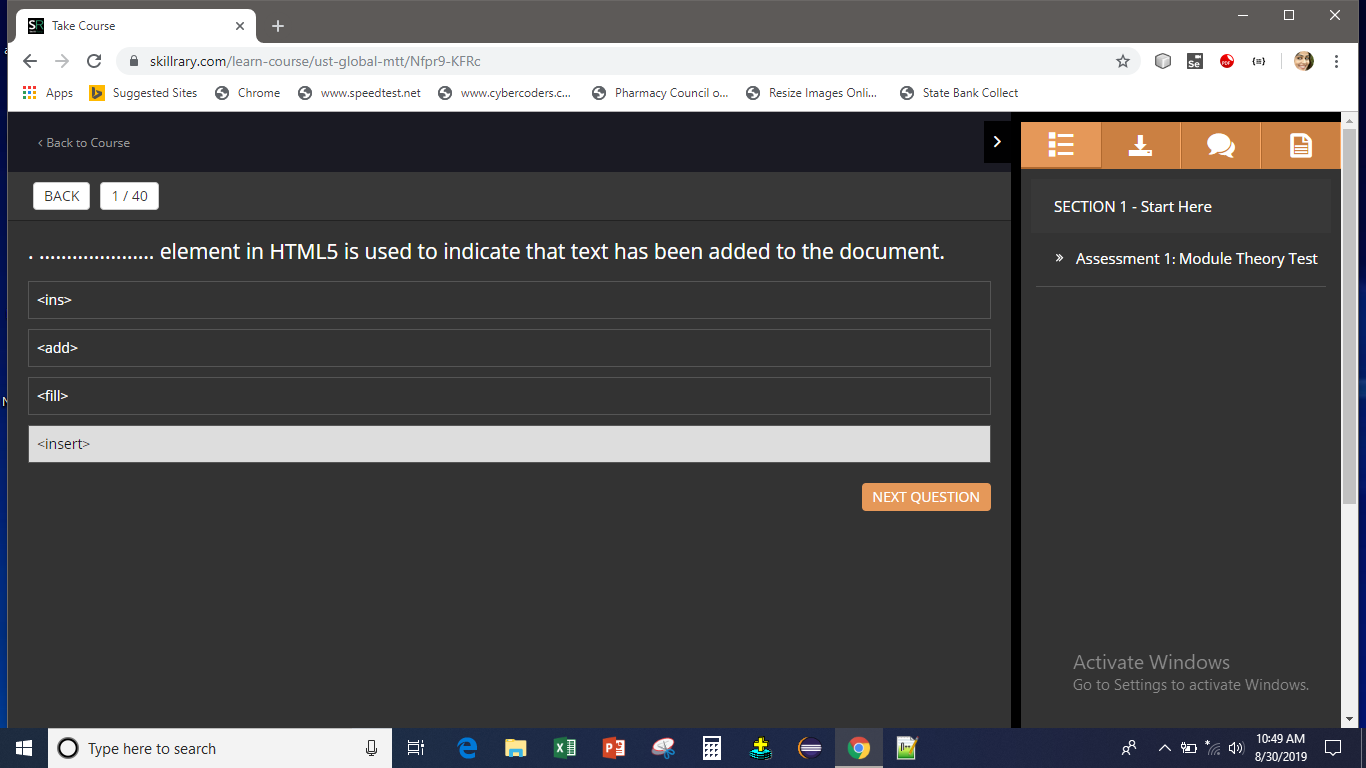 SR Take Course
skillrary.com/learn-course/ust-global-mtt/Nfpr9-KFRc
Se
PDF
Apps Suggested Sites Chrome www.speedtest.net www.cybercoders.c... Pharmacy Council o... Resize Images Onli... State Bank Collect
Back to Course
BACK 1 / 40
. ..................... element in HTML5 is used to indicate that text has been added to the document.
<ins>
<add>
<fill>
<insert>
NEXT QUESTION
SECTION 1 - Start Here
» Assessment 1: Module Theory Test
Activate Windows
Go to Settings to activate Windows.
Type here to search
10:49 AM
8/30/2019